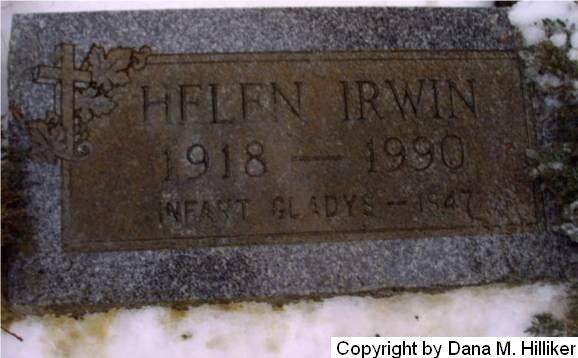 HELEN IRWIN
1918 — 1990
INFANT GLADYS — 1947
Copyright by Dana M. Hilliker